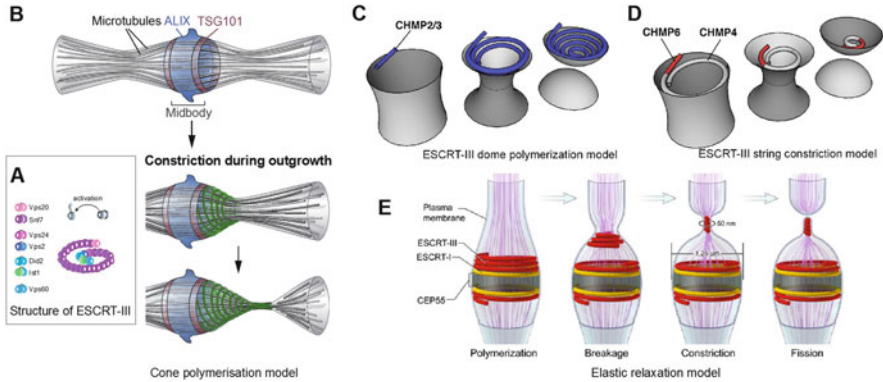 B
Microtubules ALIX TSG101
Midbody
Constriction during outgrowth
Cone polymerisation model
A
Vps20
Snf7
Vps24
Vps2
Did2
Ist1
Vps60
activation
Structure of ESCRT-III
C
CHMP2/3
ESCRT-III dome polymerization model
D
CHMP6
CHMP4
ESCRT-III string constriction model
E
Plasma
membrane
ESCRT-III
ESCRT-I
CEP55
50 nm
Polymerization
Breakage
Constriction
Fission
Elastic relaxation model